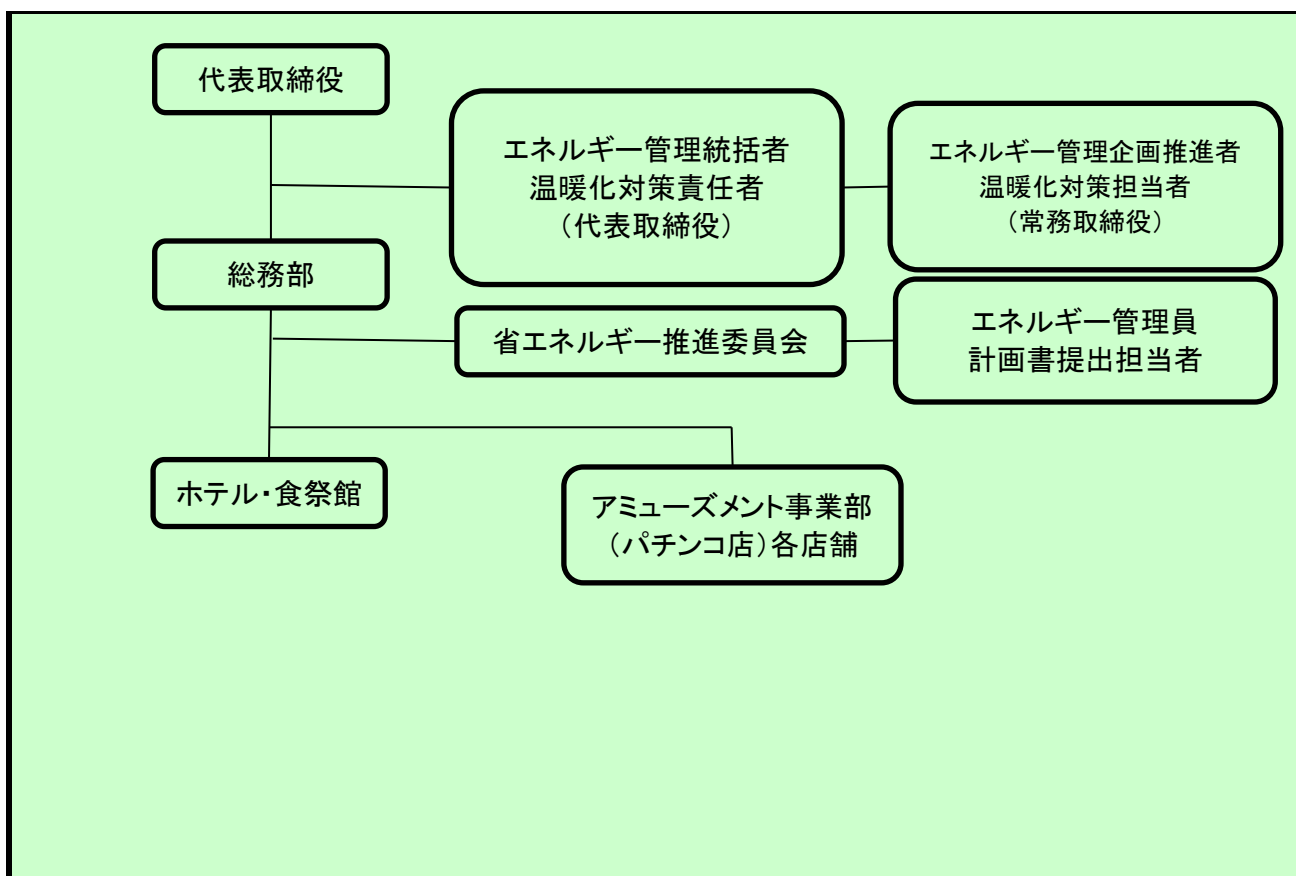 代表取締役
エネルギー管理統括者
温暖化対策責任者
（代表取締役）
エネルギー管理企画推進者
温暖化対策担当者
（常務取締役）
総務部
省エネルギー推進委員会
エネルギー管理員
計画書提出担当者
ホテル・食祭館
アミューズメント事業部
（パチンコ店）各店舗